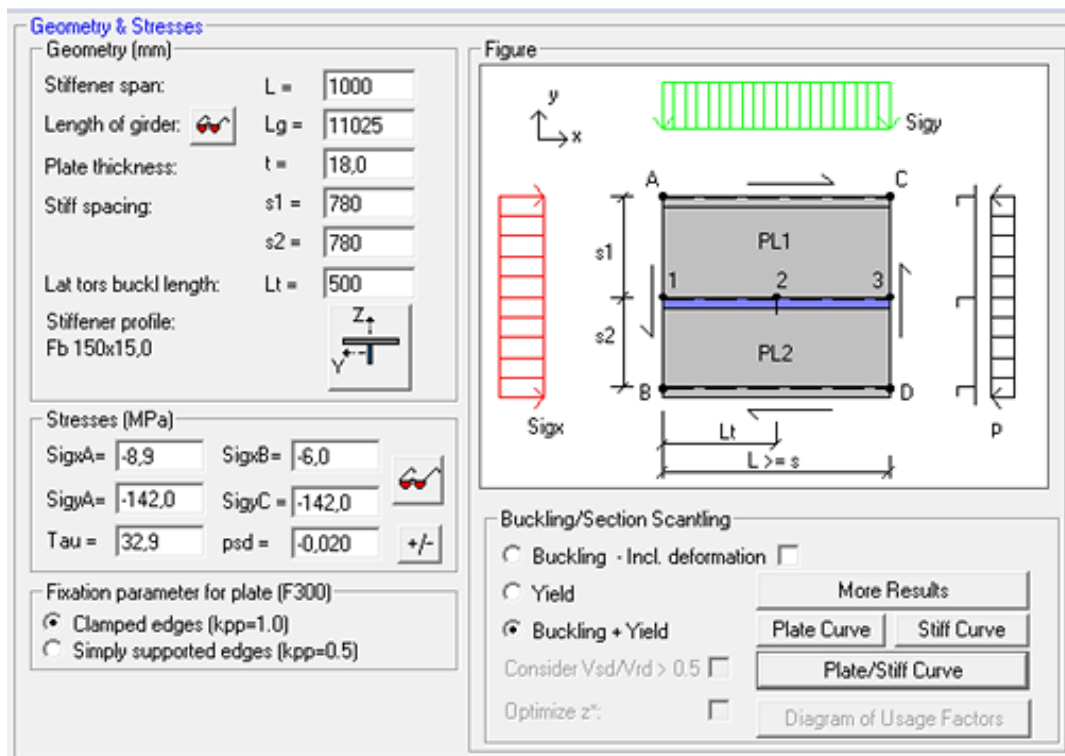 Geometry & Stresses
Geometry (mm)
Stiffener span: L = 1000
Length of girder: Lg = 11025
Plate thickness: t = 18,0
Stiff spacing: s1 = 780
s2 = 780
Lat tors buckl length: Lt = 500
Stiffener profile:
Fb 150x15,0
Z
Y
Stresses (MPa)
SigxA= -8,9 SigxB= -6,0
SigyA= -142,0 SigyC = -142,0
Tau = 32,9 psd = -0,020 +/-
Fixation parameter for plate (F300)
Clamped edges (kpp=1.0)
Simply supported edges (kpp=0.5)
Figure
y
x
Sigy
A C
s1 PL1
1 2 3
s2 PL2
B D
Sigx Lt p
L >= s
Buckling/Section Scantling
Buckling - Incl. deformation
Yield More Results
Buckling + Yield Plate Curve Stiff Curve
Consider Vsd/Vrd > 0.5 Plate/Stiff Curve
Optimize z*: Diagram of Usage Factors